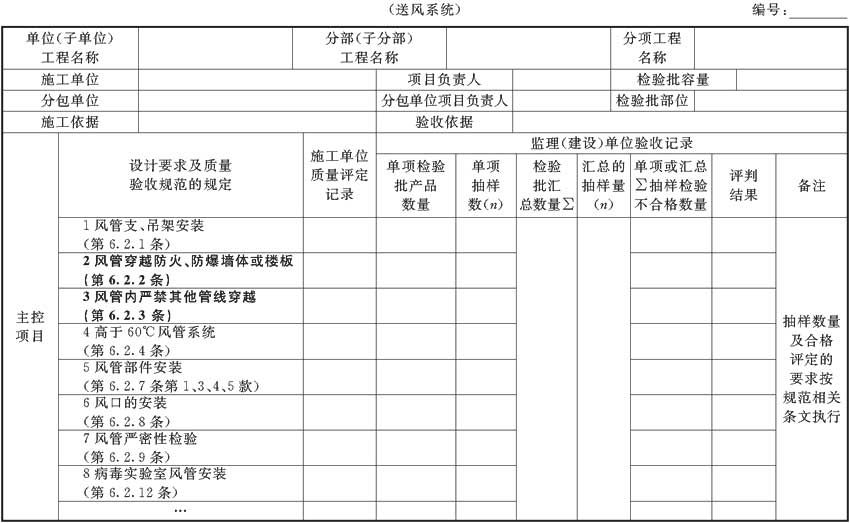 (送风系统)
编号:
单位(子单位)
工程名称
分部(子分部)
工程名称
分项工程
名称
施工单位
项目负责人
检验批容量
分包单位
分包单位项目负责人
检验批部位
施工依据
验收依据
设计要求及质量
验收规范的规定
施工单位
质量评定
记录
监理(建设)单位验收记录
单项检验
批产品
数量
单项
抽样
数(n)
检验
批汇
总数量∑
汇总的
抽样量
(n)
单项或汇总
∑抽样检验
不合格数量
评判
结果
备注
主控
项目
1 风管支、吊架安装
(第 6.2.1 条)
2 风管穿越防火、防爆墙体或楼板
(第 6.2.2 条)
3 风管内严禁其他管线穿越
(第 6.2.3 条)
4 高于 60℃风管系统
(第 6.2.4 条)
5 风管部件安装
(第 6.2.7 条第 1、3、4、5 款)
6 风口的安装
(第 6.2.8 条)
7 风管严密性检验
(第 6.2.9 条)
8 病毒实验室风管安装
(第 6.2.12 条)
…
抽样数量
及合格
评定的
要求按
规范相关
条文执行